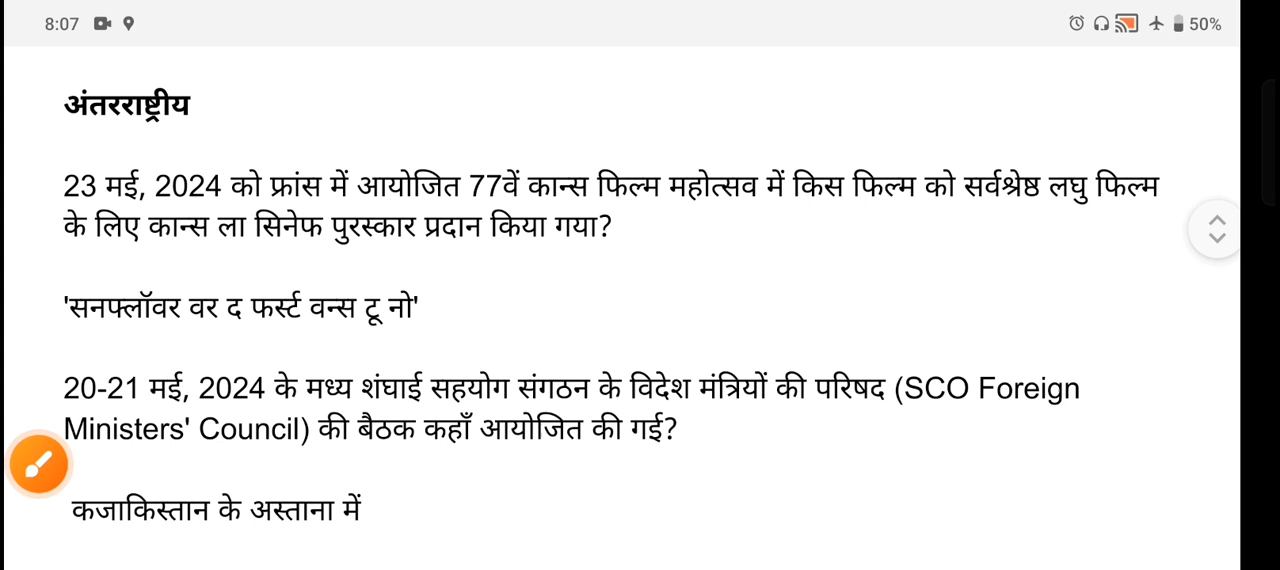 8:07
50%
अंतरराष्ट्रीय
23 मई, 2024 को फ्रांस में आयोजित 77वें कान्स फिल्म महोत्सव में किस फिल्म को सर्वश्रेष्ठ लघु फिल्म
के लिए कान्स ला सिनेफ पुरस्कार प्रदान किया गया?
'सनफ्लॉवर वर द फर्स्ट वन्स टू नो'
20-21 मई, 2024 के मध्य शंघाई सहयोग संगठन के विदेश मंत्रियों की परिषद (SCO Foreign
Ministers' Council) की बैठक कहाँ आयोजित की गई?
कजाकिस्तान के अस्ताना में